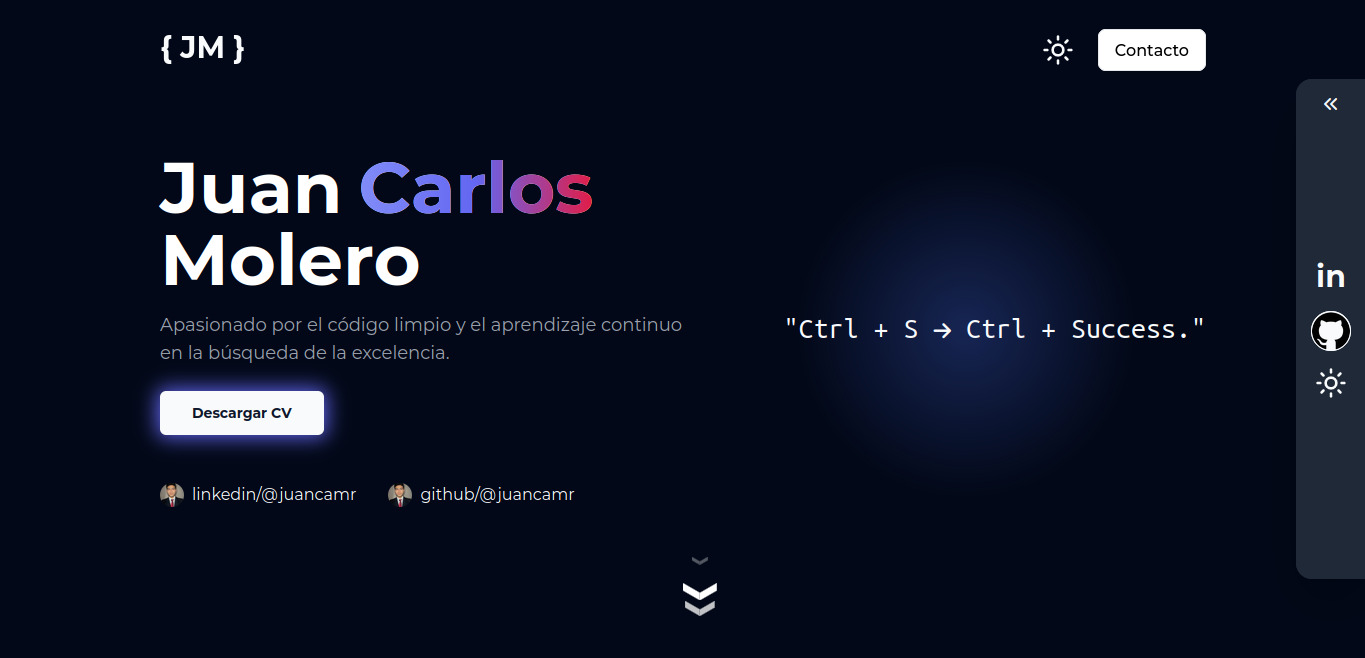 { JM }
Contacto
Juan Carlos
Molero
Apasionado por el código limpio y el aprendizaje continuo
en la búsqueda de la excelencia.
"Ctrl + S → Ctrl + Success."
Descargar CV
linkedin/@juancamr
github/@juancamr
in